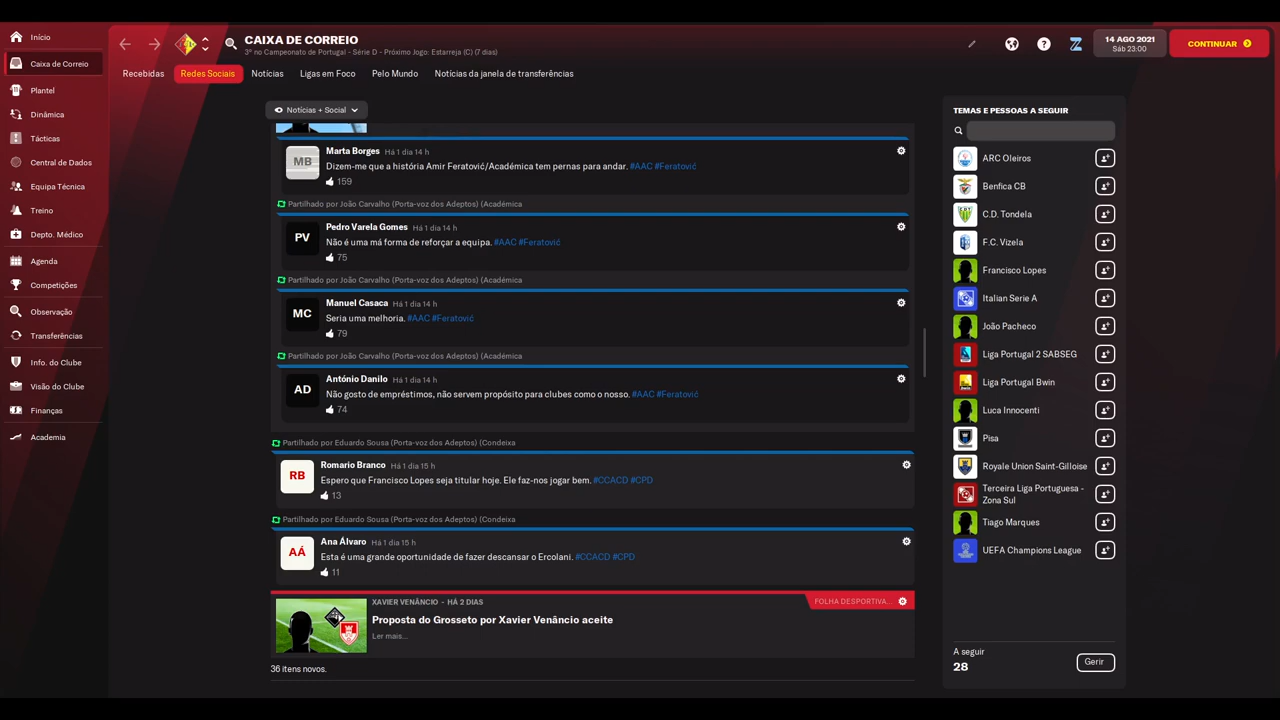 Início
Caixa de Correio
Plantel
Dinâmica
Tácticas
Central de Dados
Equipa Técnica
Treino
Depto. Médico
Agenda
Competições
Observação
Transferências
Info. do Clube
Visão do Clube
Finanças
Academia
CAIXA DE CORREIO
3º no Campeonato de Portugal - Série D - Próximo Jogo: Estarreja (C) (7 dias)
14 AGO 2021
Sáb 23:00
CONTINUAR
Recebidas
Redes Sociais
Notícias
Ligas em Foco
Pelo Mundo
Notícias da janela de transferências
Notícias + Social
MB
Marta Borges Há 1 dia 14 h
Dizem-me que a história Amir Feratović/Académica tem pernas para andar. #AAC #Feratović
159
Partilhado por João Carvalho (Porta-voz dos Adeptos) (Académica
PV
Pedro Varela Gomes Há 1 dia 14 h
Não é uma má forma de reforçar a equipa. #AAC #Feratović
75
Partilhado por João Carvalho (Porta-voz dos Adeptos) (Académica
MC
Manuel Casaca Há 1 dia 14 h
Seria uma melhoria. #AAC #Feratović
79
Partilhado por João Carvalho (Porta-voz dos Adeptos) (Académica
AD
António Danilo Há 1 dia 14 h
Não gosto de empréstimos, não servem propósito para clubes como o nosso. #AAC #Feratović
74
Partilhado por Eduardo Sousa (Porta-voz dos Adeptos) (Condeixa
RB
Romario Branco Há 1 dia 15 h
Espero que Francisco Lopes seja titular hoje. Ele faz-nos jogar bem. #CCACD #CPD
13
Partilhado por Eduardo Sousa (Porta-voz dos Adeptos) (Condeixa
AÁ
Ana Álvaro Há 1 dia 15 h
Esta é uma grande oportunidade de fazer descansar o Ercolani. #CCACD #CPD
11
XAVIER VENÂNCIO - HÁ 2 DIAS
FOLHA DESPORTIVA...
Proposta do Grosseto por Xavier Venâncio aceite
Ler mais...
36 itens novos.
TEMAS E PESSOAS A SEGUIR
ARC Oleiros
Benfica CB
C.D. Tondela
F.C. Vizela
Francisco Lopes
Italian Serie A
João Pacheco
Liga Portugal 2 SABSEG
Liga Portugal Bwin
Luca Innocenti
Pisa
Royale Union Saint-Gilloise
Terceira Liga Portuguesa -
Zona Sul
Tiago Marques
UEFA Champions League
A seguir
28
Gerir